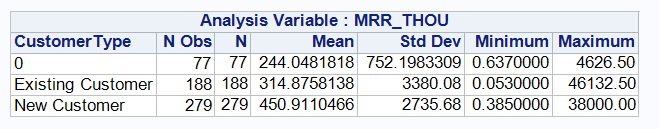 Analysis Variable : MRR_THOU
CustomerType N Obs N Mean Std Dev Minimum Maximum
0 77 77 244.0481818 752.1983309 0.6370000 4626.50
Existing Customer 188 188 314.8758138 3380.08 0.0530000 46132.50
New Customer 279 279 450.9110466 2735.68 0.3850000 38000.00